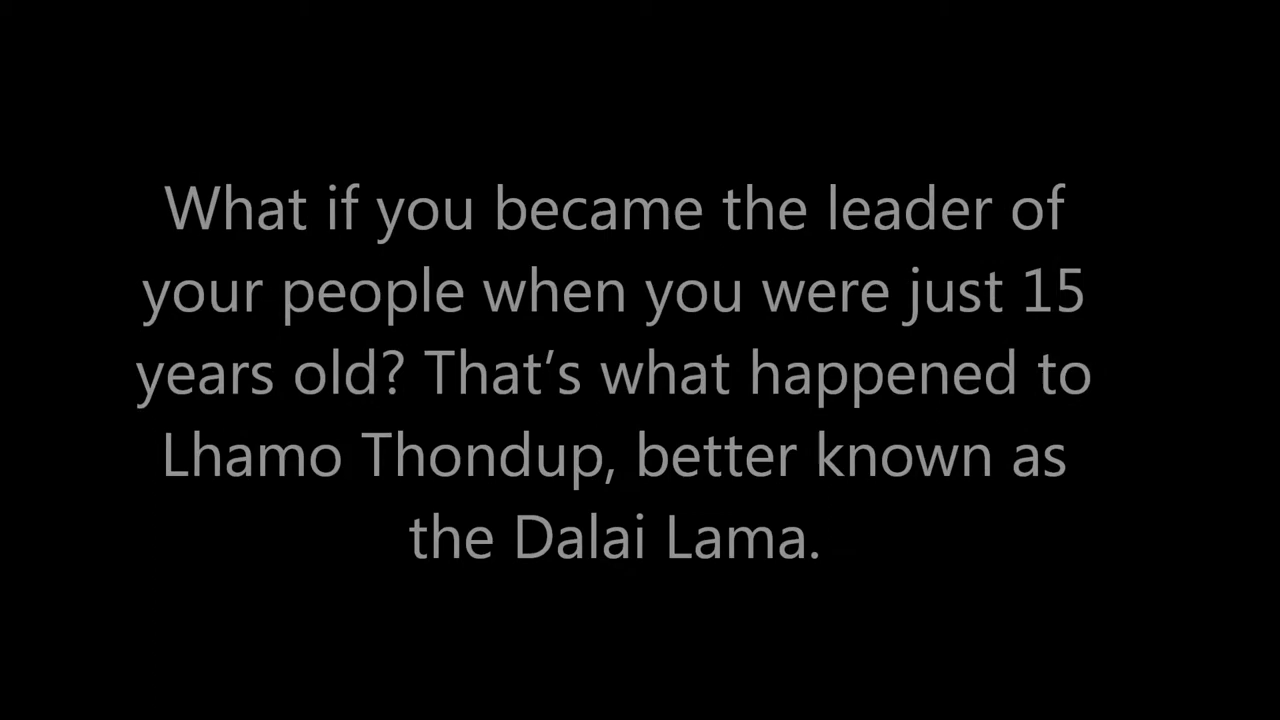 What if you became the leader of
your people when you were just 15
years old? That’s what happened to
Lhamo Thondup, better known as
the Dalai Lama.